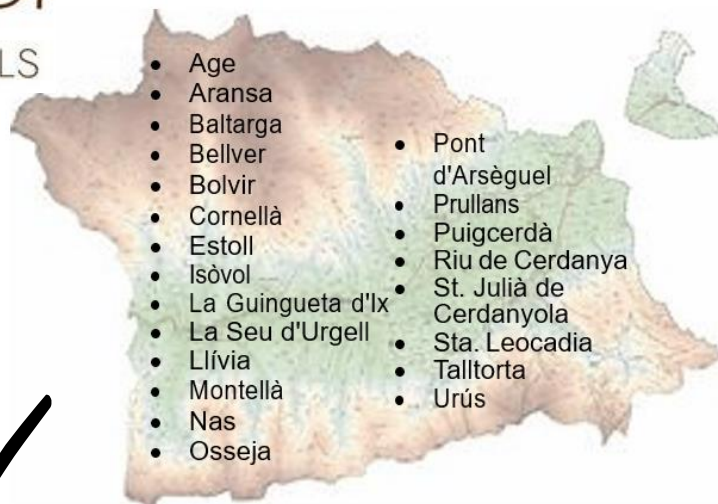 LS
• Age
• Aransa
• Baltarga
• Bellver
• Bolvir
• Cornellà
• Estoll
• Isòvol
• La Guingueta d'Ix
• La Seu d'Urgell
• Llívia
• Montellà
• Nas
• Osseja
• Pont
d'Arsèguel
• Prullans
• Puigcerdà
• Riu de Cerdanya
• St. Julià de
Cerdanyola
• Sta. Leocadia
• Talltorta
• Urús